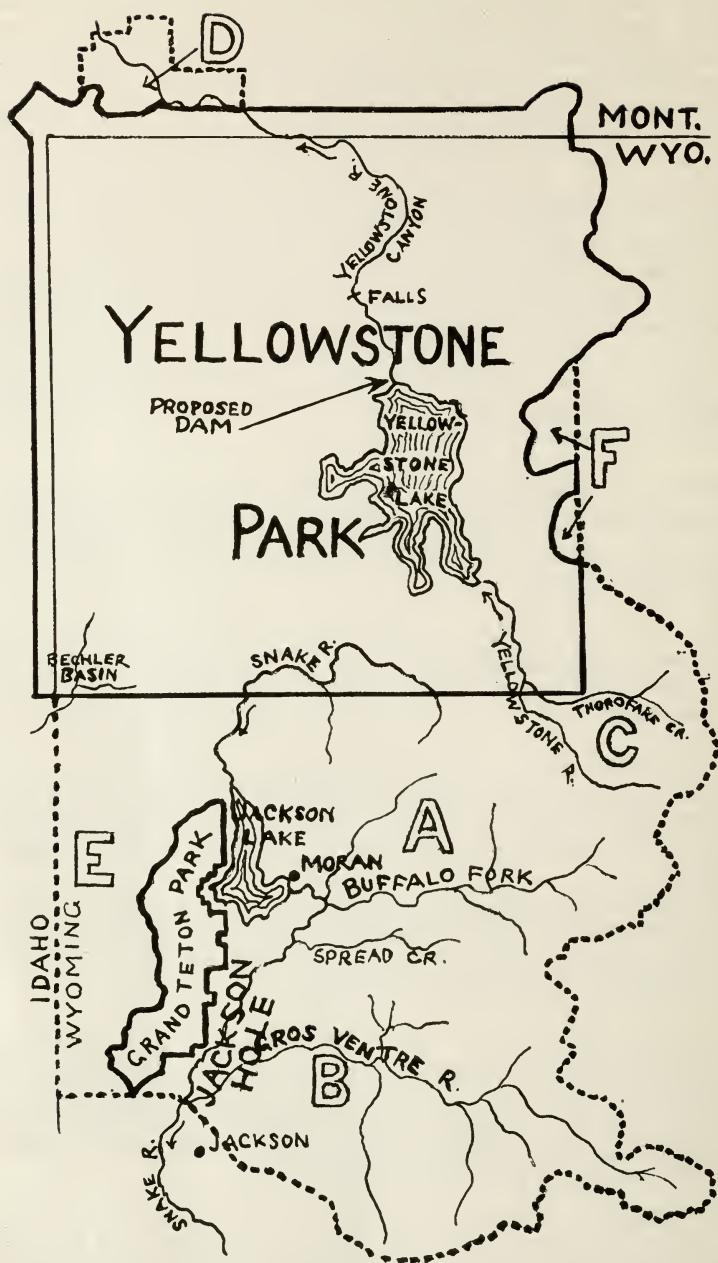 D
MONT.
WYO.
YELLOWSTONE R.
CANYON
FALLS
YELLOWSTONE
PROPOSED
DAM
YELLOW-
STONE
LAKE
F
PARK
BECHLER
BASIN
SNAKE R.
YELLOWSTONE R.
THOROFARE CR.
C
JACKSON
LAKE
A
E
MORAN
BUFFALO FORK
GRAND TETON PARK
IDAHO
WYOMING
SPREAD CR.
JACKSON
HOLE
GROS VENTRE R.
B
JACKSON
SNAKE R.